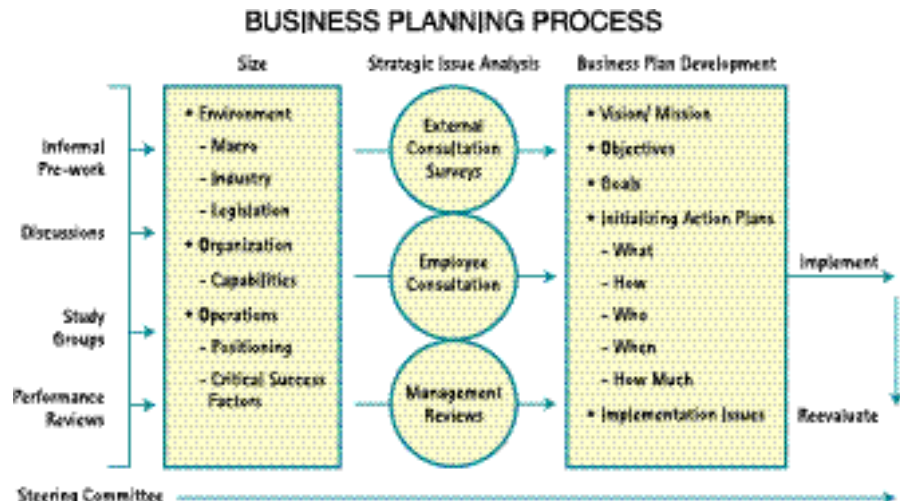 BUSINESS PLANNING PROCESS
Size
Strategic Issue Analysis
Business Plan Development
Informal
Pre-work
Discussions
Study
Groups
Performance
Reviews
• Environment
- Macro
- Industry
- Legislation
• Organization
- Capabilities
• Operations
- Positioning
- Critical Success
Factors
External
Consultation
Surveys
Employee
Consultation
Management
Reviews
• Vision/ Mission
• Objectives
• Goals
• Initializing Action Plans
- What
- How
- Who
- When
- How Much
• Implementation Issues
Implement
Reevaluate
Steering Committee